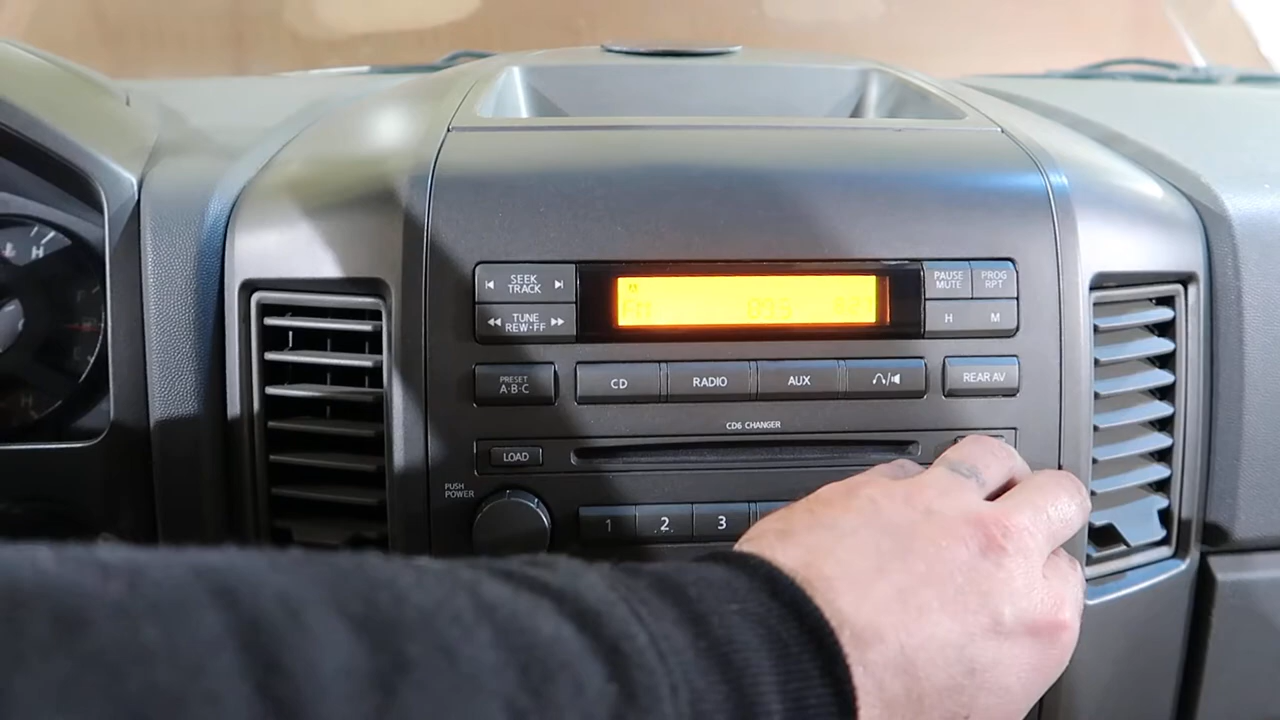 H
SEEK
TRACK
TUNE
REW·FF
PAUSE
MUTE
PROG
RPT
H
M
PRESET
A·B·C
CD
RADIO
AUX
REAR AV
CD6 CHANGER
LOAD
PUSH
POWER
1
2
3